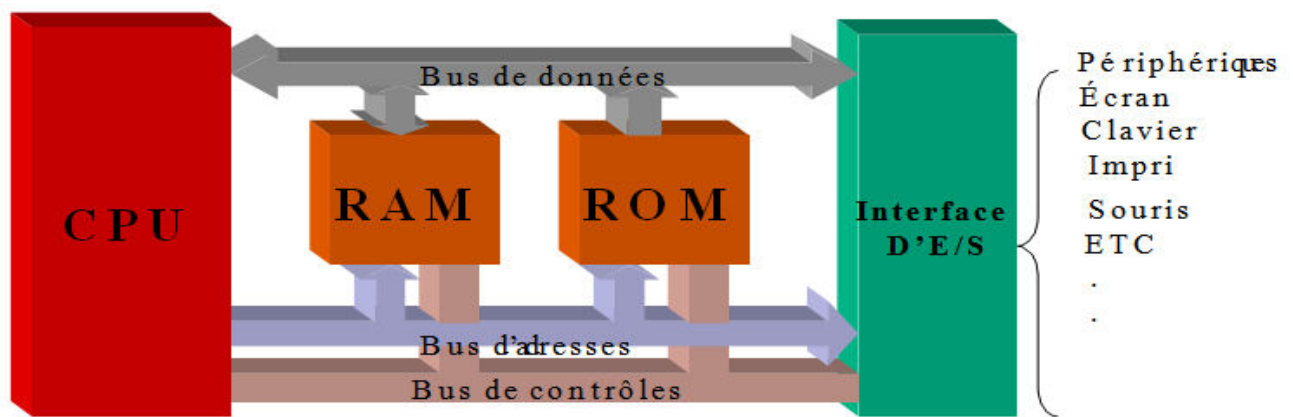 Bus de données
RAM
ROM
CPU
Interface
D'E/S
Bus d'adresses
Bus de contrôles
Périphériques
Écran
Clavier
Impri
Souris
ETC
.
.